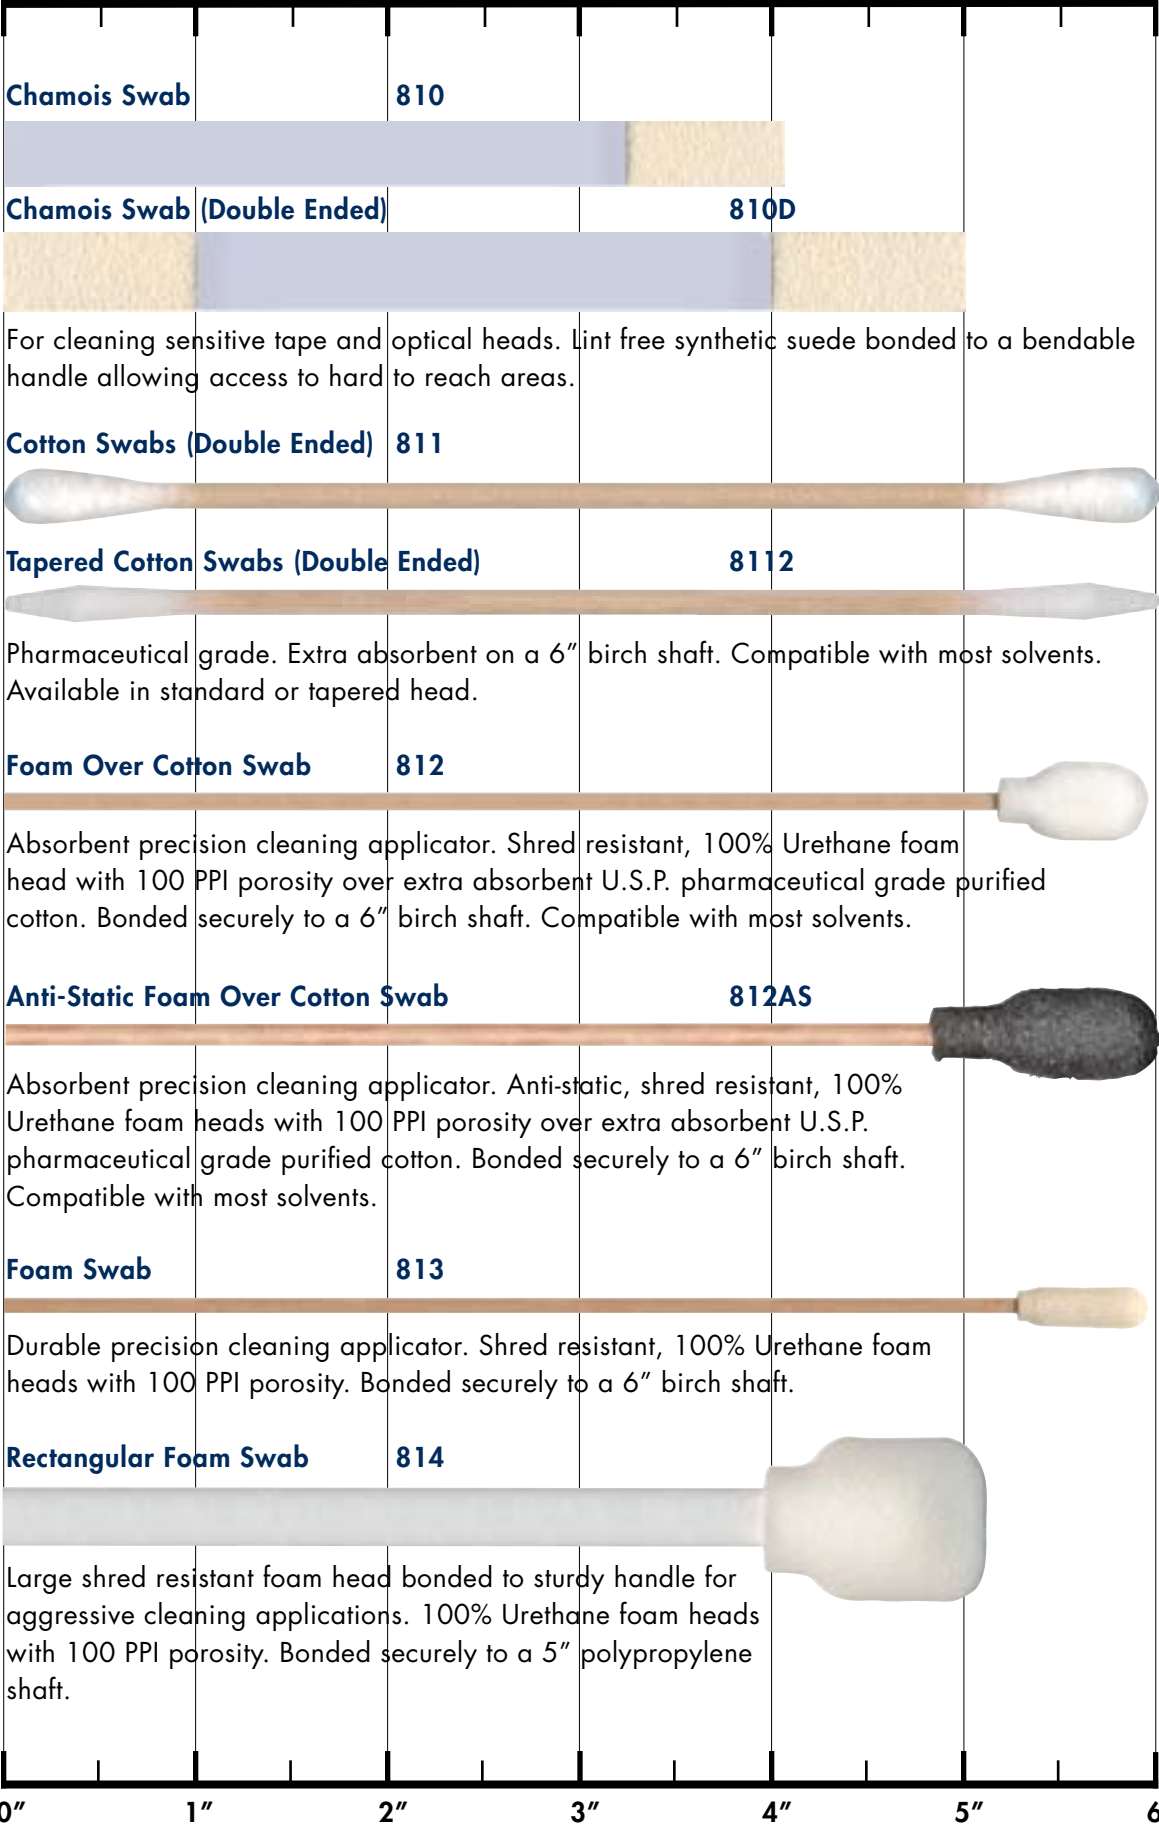 Chamois Swab 810
Chamois Swab (Double Ended) 810D
For cleaning sensitive tape and optical heads. Lint free synthetic suede bonded to a bendable
handle allowing access to hard to reach areas.
Cotton Swabs (Double Ended) 811
Tapered Cotton Swabs (Double Ended) 8112
Pharmaceutical grade. Extra absorbent on a 6” birch shaft. Compatible with most solvents.
Available in standard or tapered head.
Foam Over Cotton Swab 812
Absorbent precision cleaning applicator. Shred resistant, 100% Urethane foam
head with 100 PPI porosity over extra absorbent U.S.P. pharmaceutical grade purified
cotton. Bonded securely to a 6” birch shaft. Compatible with most solvents.
Anti-Static Foam Over Cotton Swab 812AS
Absorbent precision cleaning applicator. Anti-static, shred resistant, 100%
Urethane foam heads with 100 PPI porosity over extra absorbent U.S.P.
pharmaceutical grade purified cotton. Bonded securely to a 6” birch shaft.
Compatible with most solvents.
Foam Swab 813
Durable precision cleaning applicator. Shred resistant, 100% Urethane foam
heads with 100 PPI porosity. Bonded securely to a 6” birch shaft.
Rectangular Foam Swab 814
Large shred resistant foam head bonded to sturdy handle for
aggressive cleaning applications. 100% Urethane foam heads
with 100 PPI porosity. Bonded securely to a 5” polypropylene
shaft.
0” 1” 2” 3” 4” 5” 6